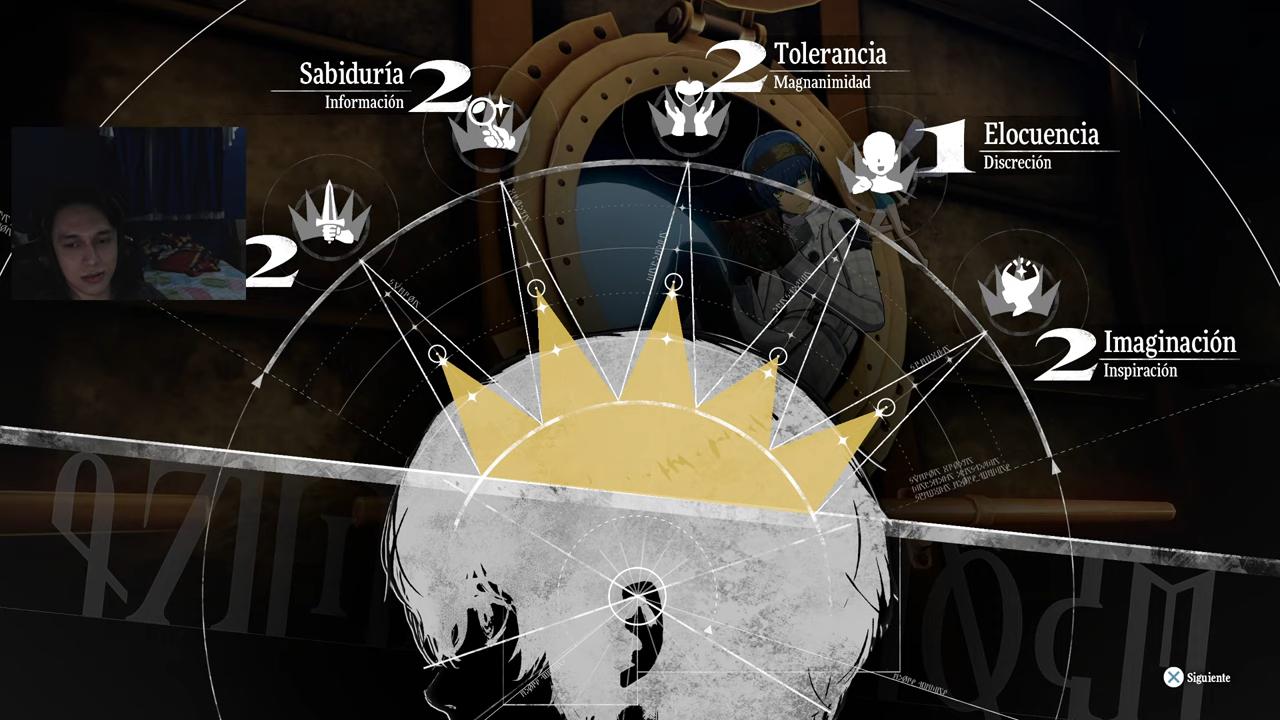 Sabiduría
2
Información
2
Tolerancia
Magnanimidad
1
Elocuencia
Discreción
2
2
Imaginación
Inspiración
Siguiente